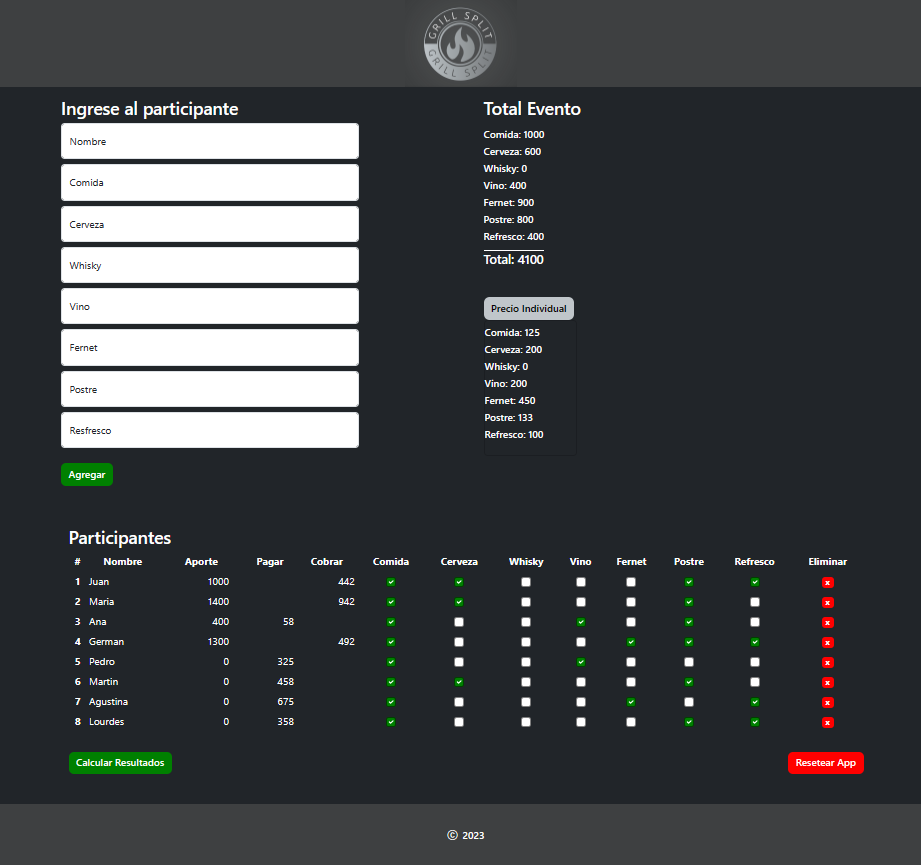 GRILL SPLIT
GRILL SPLIT
Ingrese al participante
Nombre
Comida
Cerveza
Whisky
Vino
Fernet
Postre
Resfresco
Agregar
Total Evento
Comida: 1000
Cerveza: 600
Whisky: 0
Vino: 400
Fernet: 900
Postre: 800
Refresco: 400
Total: 4100
Precio Individual
Comida: 125
Cerveza: 200
Whisky: 0
Vino: 200
Fernet: 450
Postre: 133
Refresco: 100
Participantes
# Nombre Aporte Pagar Cobrar Comida Cerveza Whisky Vino Fernet Postre Refresco Eliminar
1 Juan 1000 442 x
2 Maria 1400 942 x
3 Ana 400 58 x
4 German 1300 492 x
5 Pedro 0 325 x
6 Martin 0 458 x
7 Agustina 0 675 x
8 Lourdes 0 358 x
Calcular Resultados Resetear App
© 2023